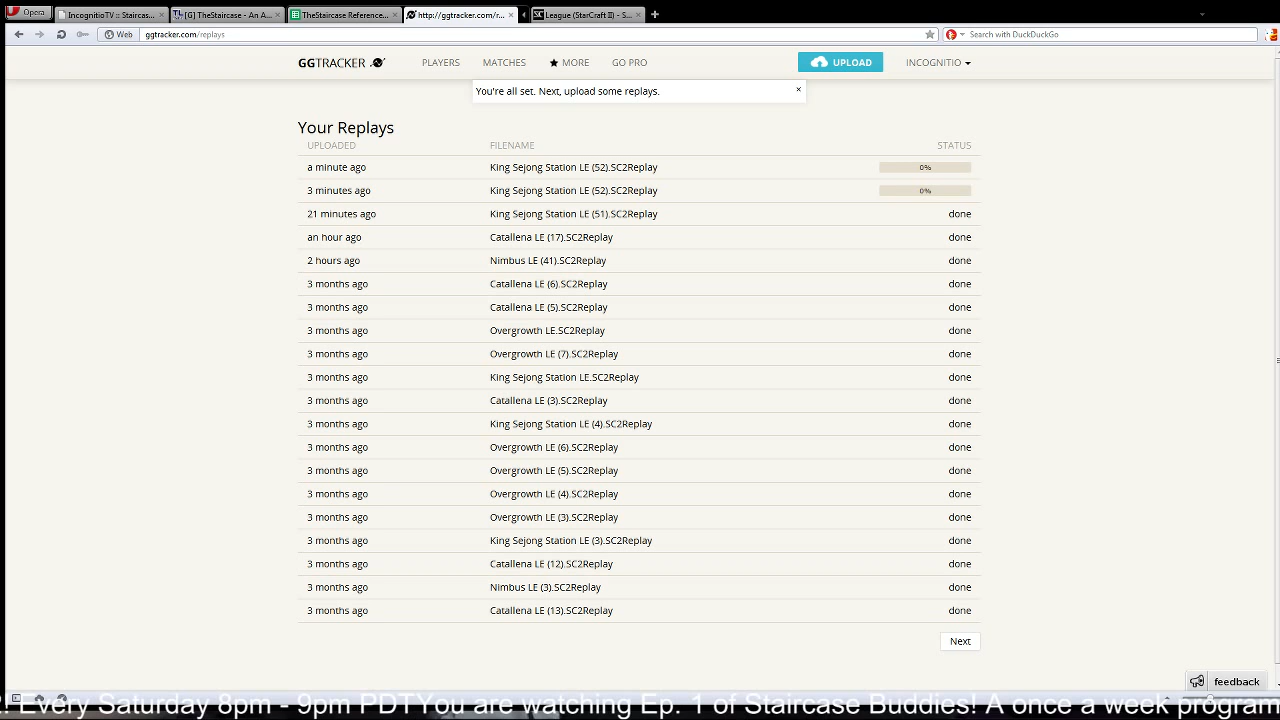 Opera
IncognitioTV :: Staircas...
[G] TheStaircase - An A...
TheStaircase Reference...
http://ggtracker.com/r...
League (StarCraft II) - S...
Web ggtracker.com/replays
Search with DuckDuckGo
GGTRACKER PLAYERS MATCHES MORE GO PRO UPLOAD INCOGNITIO
You're all set. Next, upload some replays. ×
Your Replays
UPLOADED FILENAME STATUS
a minute ago King Sejong Station LE (52).SC2Replay 0%
3 minutes ago King Sejong Station LE (52).SC2Replay 0%
21 minutes ago King Sejong Station LE (51).SC2Replay done
an hour ago Catallena LE (17).SC2Replay done
2 hours ago Nimbus LE (41).SC2Replay done
3 months ago Catallena LE (6).SC2Replay done
3 months ago Catallena LE (5).SC2Replay done
3 months ago Overgrowth LE.SC2Replay done
3 months ago Overgrowth LE (7).SC2Replay done
3 months ago King Sejong Station LE.SC2Replay done
3 months ago Catallena LE (3).SC2Replay done
3 months ago King Sejong Station LE (4).SC2Replay done
3 months ago Overgrowth LE (6).SC2Replay done
3 months ago Overgrowth LE (5).SC2Replay done
3 months ago Overgrowth LE (4).SC2Replay done
3 months ago Overgrowth LE (3).SC2Replay done
3 months ago King Sejong Station LE (3).SC2Replay done
3 months ago Catallena LE (12).SC2Replay done
3 months ago Nimbus LE (3).SC2Replay done
3 months ago Catallena LE (13).SC2Replay done
Next
feedback
! Every Saturday 8pm - 9pm PDTYou are watching Ep. 1 of Staircase Buddies! A once a week program